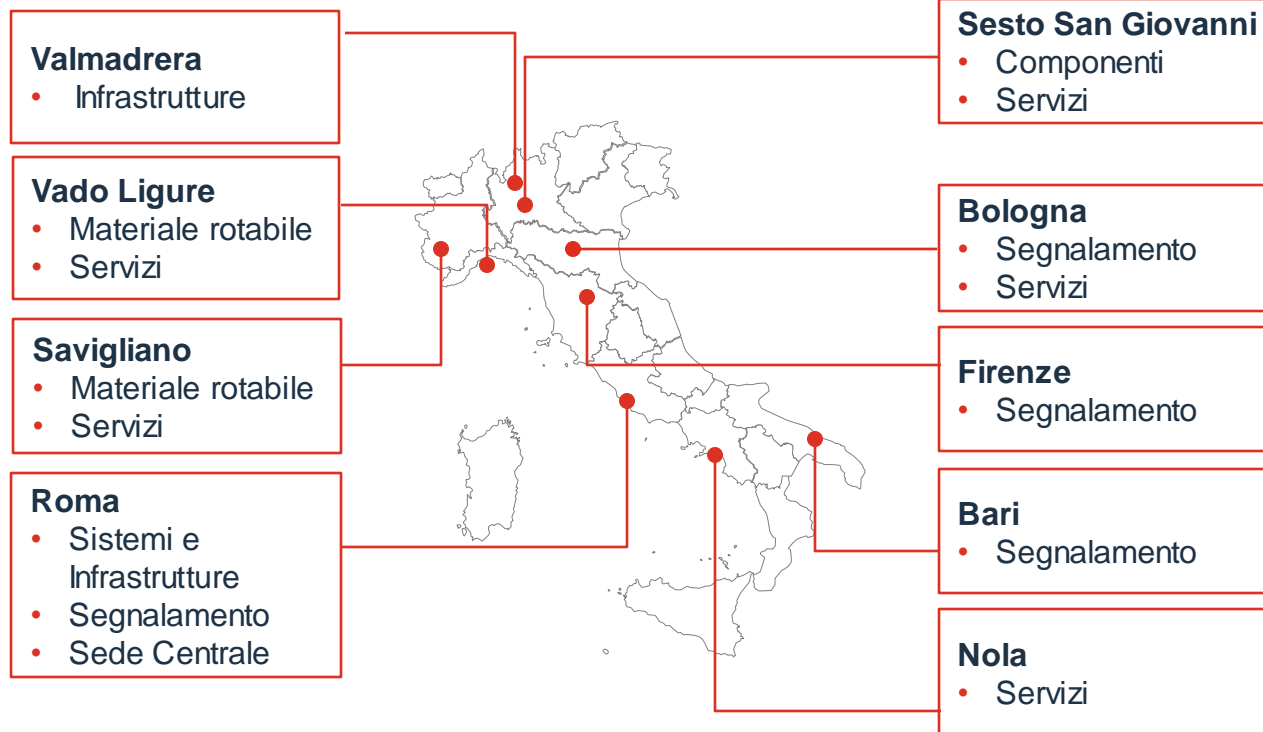 Valmadrera
• Infrastrutture
Vado Ligure
• Materiale rotabile
• Servizi
Savigliano
• Materiale rotabile
• Servizi
Roma
• Sistemi e
Infrastrutture
• Segnalamento
• Sede Centrale
Sesto San Giovanni
• Componenti
• Servizi
Bologna
• Segnalamento
• Servizi
Firenze
• Segnalamento
Bari
• Segnalamento
Nola
• Servizi